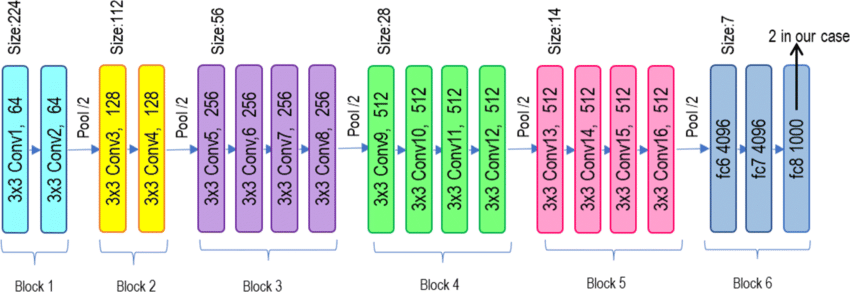 Size:224
3x3 Conv1, 64
3x3 Conv2, 64
Pool /2
Block 1
Size:112
3x3 Conv3, 128
3x3 Conv4, 128
Pool /2
Block 2
Size:56
3x3 Conv5, 256
3x3 Conv,6 256
3x3 Conv7, 256
3x3 Conv8, 256
Pool /2
Block 3
Size:28
3x3 Conv9, 512
3x3 Conv10, 512
3x3 Conv11, 512
3x3 Conv12, 512
Pool /2
Block 4
Size:14
3x3 Conv13, 512
3x3 Conv14, 512
3x3 Conv15, 512
3x3 Conv16, 512
Pool /2
Block 5
Size:7
fc6 4096
fc7 4096
fc8 1000
2 in our case
Block 6